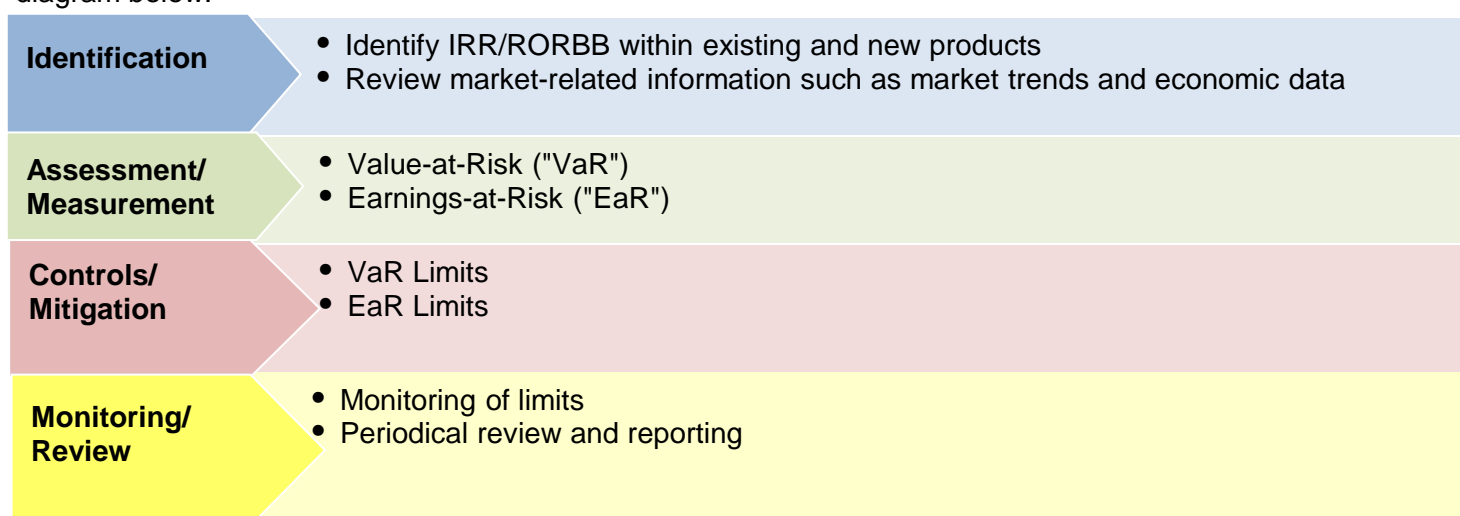 diagram below:
Identification
• Identify IRR/RORBB within existing and new products
• Review market-related information such as market trends and economic data
Assessment/
Measurement
• Value-at-Risk ("VaR")
• Earnings-at-Risk ("EaR")
Controls/
Mitigation
• VaR Limits
• EaR Limits
Monitoring/
Review
• Monitoring of limits
• Periodical review and reporting